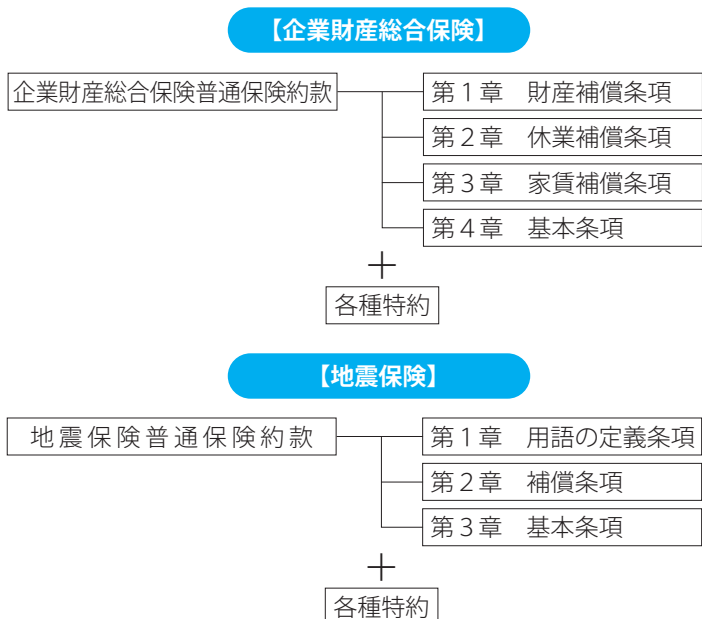 【企業財産総合保険】
企業財産総合保険普通保険約款
第1章　財産補償条項
第2章　休業補償条項
第3章　家賃補償条項
第4章　基本条項
＋
各種特約
【地震保険】
地震保険普通保険約款
第1章　用語の定義条項
第2章　補償条項
第3章　基本条項
＋
各種特約